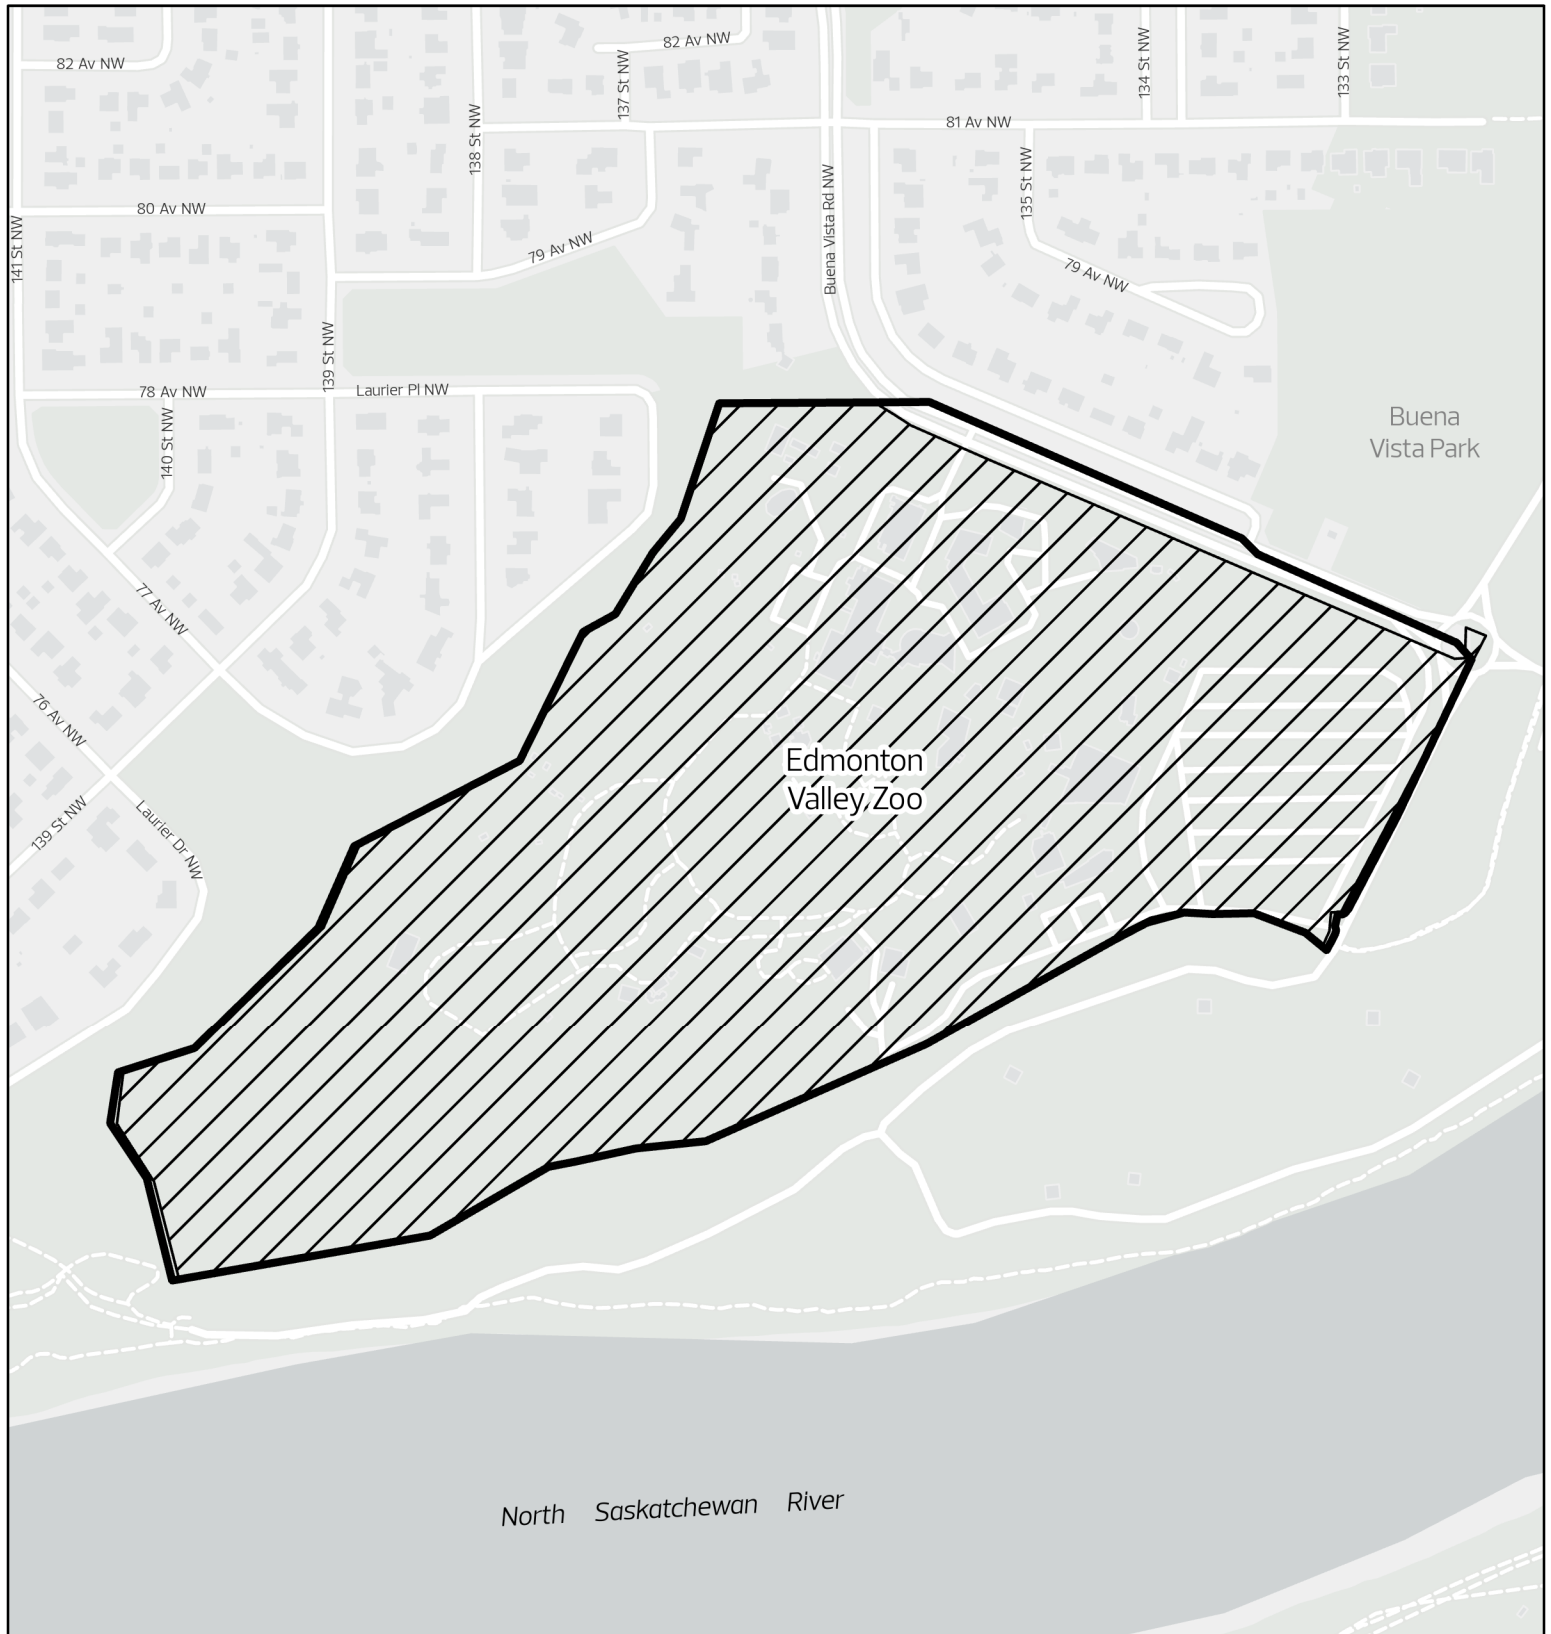 82 Av NW
82 Av NW
137 St NW
134 St NW
133 St NW
138 St NW
81 Av NW
80 Av NW
141 St NW
79 Av NW
Buena Vista Rd NW
135 St NW
79 Av NW
139 St NW
78 Av NW
Laurier Pl NW
140 St NW
Buena
Vista Park
77 Av NW
76 Av NW
139 St NW
Laurier Dr NW
Edmonton
Valley Zoo
North Saskatchewan River